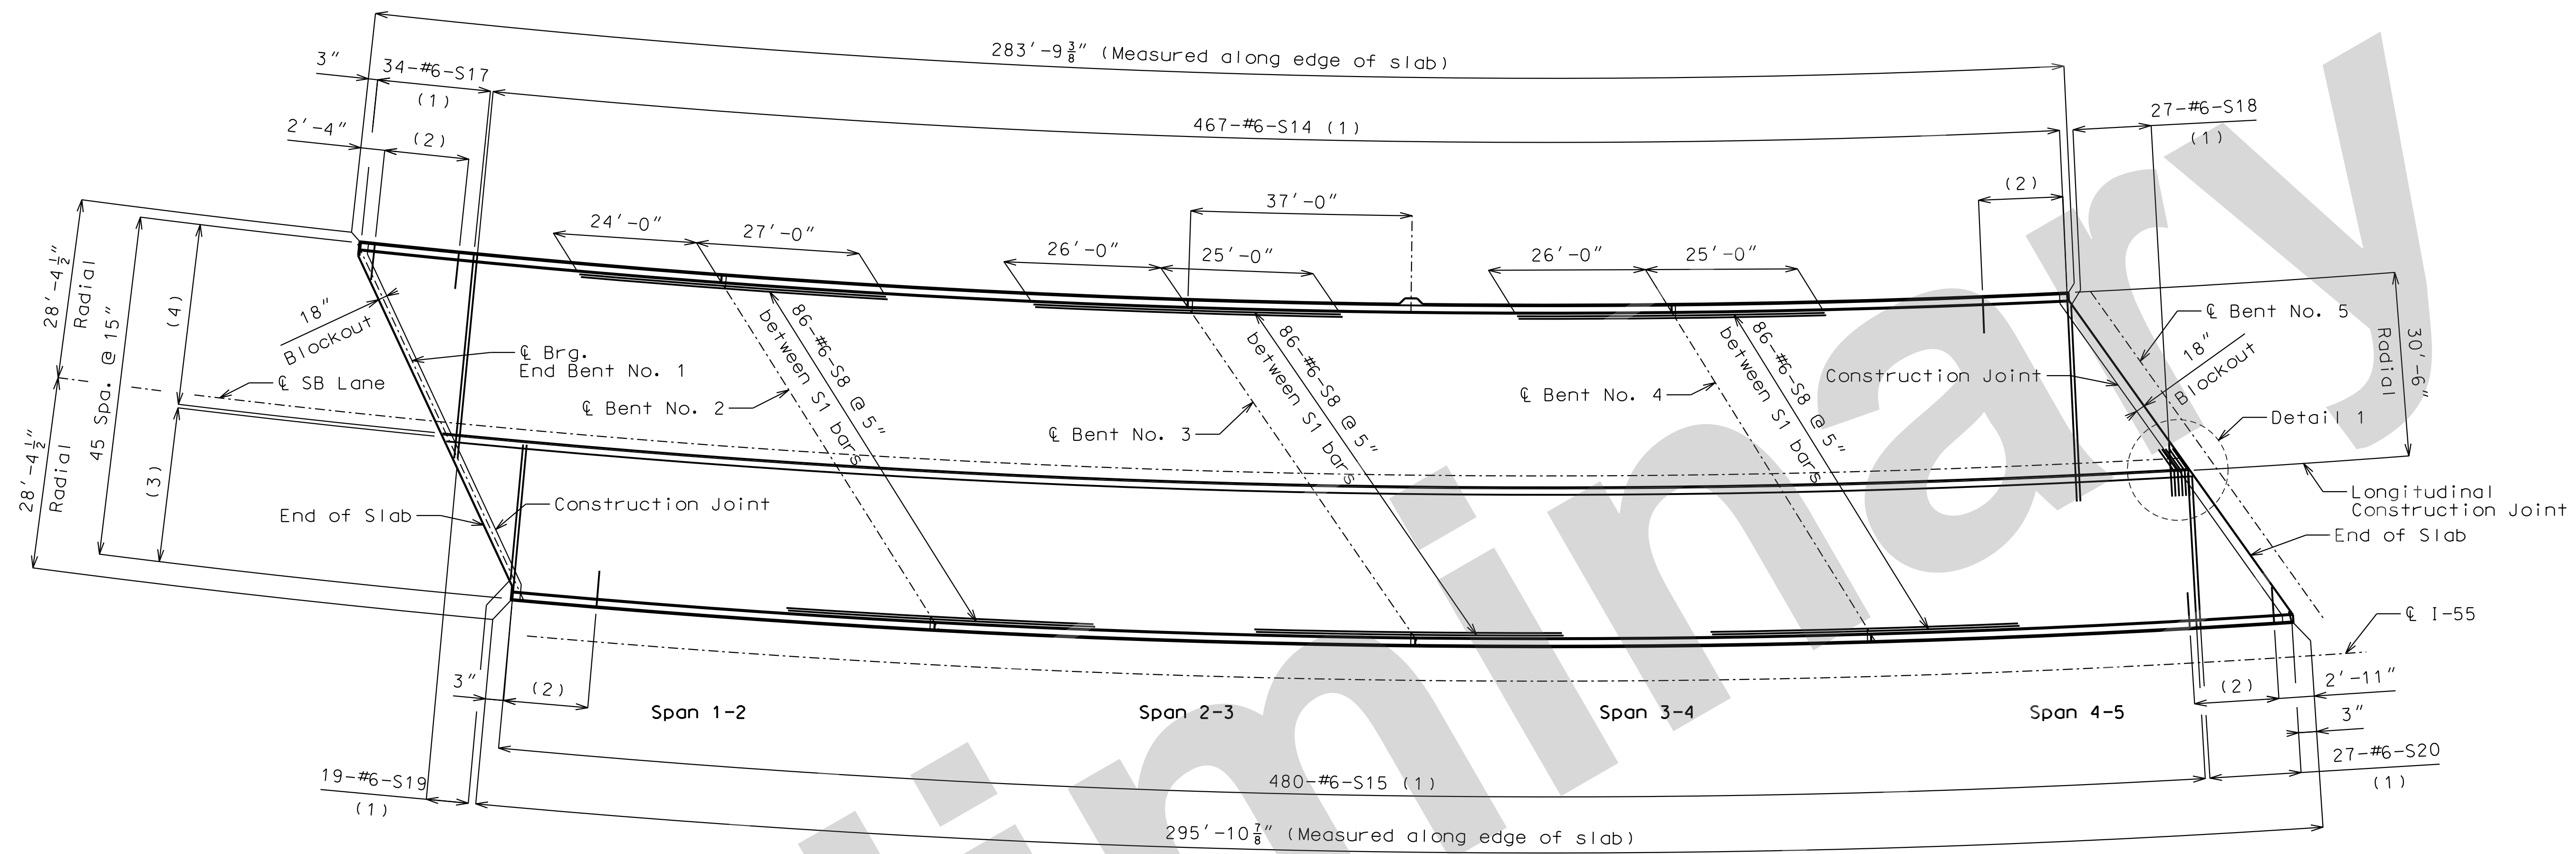 283'-9 3/8" (Measured along edge of slab)
3"
34-#6-S17
(1)
2'-4"
(2)
467-#6-S14 (1)
27-#6-S18
(1)
(2)
37'-0"
24'-0"
27'-0"
26'-0"
25'-0"
26'-0"
25'-0"
28'-4 1/2"
Radial
45 Spa. @ 15"
(4)
18"
Blockout
℄ Brg.
End Bent No. 1
℄ SB Lane
℄ Bent No. 2
86-#6-S8 @ 5"
between S1 bars
℄ Bent No. 3
86-#6-S8 @ 5"
between S1 bars
℄ Bent No. 4
86-#6-S8 @ 5"
between S1 bars
Construction Joint
℄ Bent No. 5
18"
Blockout
30'-6"
Radial
Detail 1
28'-4 1/2"
Radial
(3)
End of Slab
Construction Joint
Longitudinal
Construction Joint
End of Slab
℄ I-55
3"
(2)
Span 1-2
Span 2-3
Span 3-4
Span 4-5
(2)
2'-11"
3"
19-#6-S19
(1)
480-#6-S15 (1)
27-#6-S20
(1)
295'-10 7/8" (Measured along edge of slab)
liminary